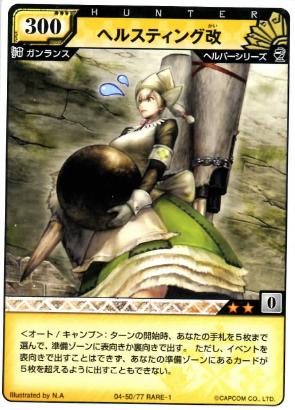 HUNTER
300
かい
ヘルスティング改
ガンランス
ヘルパーシリーズ
0
＜オート / キャンプ＞：ターンの開始時、あなたの手札を５枚まで
選んで、準備ゾーンに表向きか裏向きで出す。 ただし、イベントを
表向きで出すことはできず、あなたの準備ゾーンにあるカードが
５枚を超えるように出すこともできない。
Illustrated by N.A 04-50/77 RARE-1 ©CAPCOM CO., LTD.